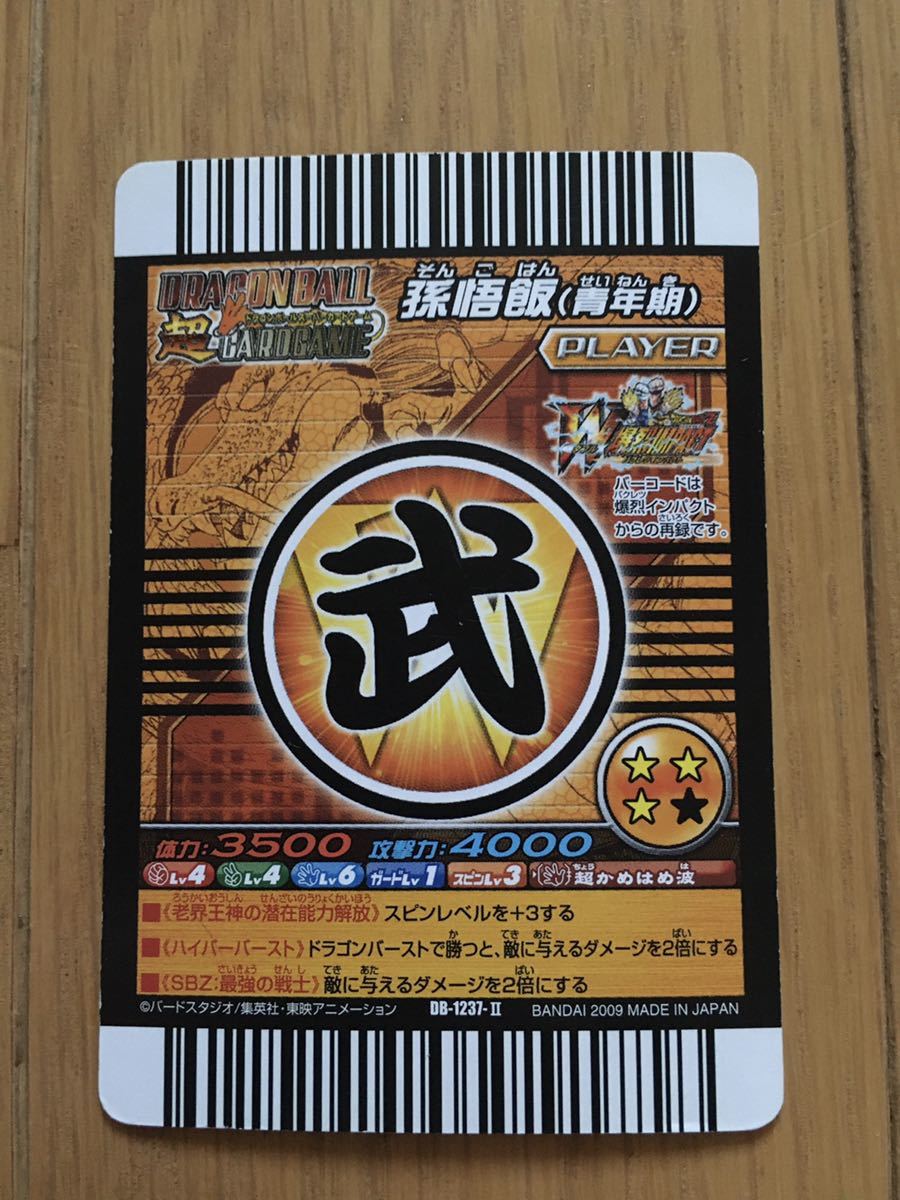 そん ご はん せいねん き
孫悟飯(青年期)
DRAGONBALL
ドラゴンボールスーパーカードゲーム
超 CARDGAME
PLAYER
W 爆烈IMPACT
バーコードは
バクレツ
爆烈インパクト
さいろく
からの再録です。
武
体力:3500 攻撃力:4000
Lv4 Lv4 Lv6 ガードLv1 スピンLv3 ちょう は
超かめはめ波
ろうかいおうしん せんざいのうりょくかいほう
■《老界王神の潜在能力解放》スピンレベルを+3する
か てき あた ばい
■《ハイパーバースト》ドラゴンバーストで勝つと、敵に与えるダメージを2倍にする
さいきょう せんし てき あた ばい
■《SBZ:最強の戦士》敵に与えるダメージを2倍にする
©バードスタジオ/集英社・東映アニメーション DB-1237-II BANDAI 2009 MADE IN JAPAN